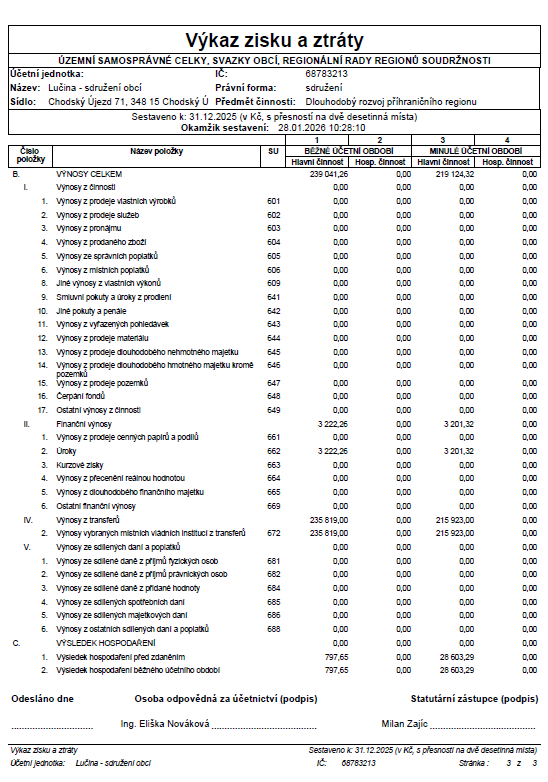 Výkaz zisku a ztráty
ÚZEMNÍ SAMOSPRÁVNÉ CELKY, SVAZKY OBCÍ, REGIONÁLNÍ RADY REGIONŮ SOUDRŽNOSTI
Účetní jednotka: IČ: 68783213
Název: Lučina - sdružení obcí Právní forma: sdružení
Sídlo: Chodský Újezd 71, 348 15 Chodský Ú Předmět činnosti: Dlouhodobý rozvoj příhraničního regionu
Sestaveno k: 31.12.2025 (v Kč, s přesností na dvě desetinná místa)
Okamžik sestavení: 28.01.2026 10:28:10
1 2 3 4
Číslo položky Název položky SU BĚŽNÉ ÚČETNÍ OBDOBÍ MINULÉ ÚČETNÍ OBDOBÍ
Hlavní činnost Hosp. činnost Hlavní činnost Hosp. činnost
B. VÝNOSY CELKEM 239 041,26 0,00 219 124,32 0,00
I. Výnosy z činnosti 0,00 0,00 0,00 0,00
1. Výnosy z prodeje vlastních výrobků 601 0,00 0,00 0,00 0,00
2. Výnosy z prodeje služeb 602 0,00 0,00 0,00 0,00
3. Výnosy z pronájmu 603 0,00 0,00 0,00 0,00
4. Výnosy z prodaného zboží 604 0,00 0,00 0,00 0,00
5. Výnosy ze správních poplatků 605 0,00 0,00 0,00 0,00
6. Výnosy z místních poplatků 606 0,00 0,00 0,00 0,00
8. Jiné výnosy z vlastních výkonů 609 0,00 0,00 0,00 0,00
9. Smluvní pokuty a úroky z prodlení 641 0,00 0,00 0,00 0,00
10. Jiné pokuty a penále 642 0,00 0,00 0,00 0,00
11. Výnosy z vyřazených pohledávek 643 0,00 0,00 0,00 0,00
12. Výnosy z prodeje materiálu 644 0,00 0,00 0,00 0,00
13. Výnosy z prodeje dlouhodobého nehmotného majetku 645 0,00 0,00 0,00 0,00
14. Výnosy z prodeje dlouhodobého hmotného majetku kromě 646 0,00 0,00 0,00 0,00
pozemků
15. Výnosy z prodeje pozemků 647 0,00 0,00 0,00 0,00
16. Čerpání fondů 648 0,00 0,00 0,00 0,00
17. Ostatní výnosy z činnosti 649 0,00 0,00 0,00 0,00
II. Finanční výnosy 3 222,26 0,00 3 201,32 0,00
1. Výnosy z prodeje cenných papírů a podílů 661 0,00 0,00 0,00 0,00
2. Úroky 662 3 222,26 0,00 3 201,32 0,00
3. Kurzové zisky 663 0,00 0,00 0,00 0,00
4. Výnosy z přecenění reálnou hodnotou 664 0,00 0,00 0,00 0,00
5. Výnosy z dlouhodobého finančního majetku 665 0,00 0,00 0,00 0,00
6. Ostatní finanční výnosy 669 0,00 0,00 0,00 0,00
IV. Výnosy z transferů 235 819,00 0,00 215 923,00 0,00
2. Výnosy vybraných místních vládních institucí z transferů 672 235 819,00 0,00 215 923,00 0,00
V. Výnosy ze sdílených daní a poplatků 0,00 0,00 0,00 0,00
1. Výnosy ze sdílené daně z příjmů fyzických osob 681 0,00 0,00 0,00 0,00
2. Výnosy ze sdílené daně z příjmů právnických osob 682 0,00 0,00 0,00 0,00
3. Výnosy ze sdílené daně z přidané hodnoty 684 0,00 0,00 0,00 0,00
4. Výnosy ze sdílených spotřebních daní 685 0,00 0,00 0,00 0,00
5. Výnosy ze sdílených majetkových daní 686 0,00 0,00 0,00 0,00
6. Výnosy z ostatních sdílených daní a poplatků 688 0,00 0,00 0,00 0,00
C. VÝSLEDEK HOSPODAŘENÍ 0,00 0,00 0,00 0,00
1. Výsledek hospodaření před zdaněním 797,65 0,00 28 603,29 0,00
2. Výsledek hospodaření běžného účetního období 797,65 0,00 28 603,29 0,00
Odesláno dne Osoba odpovědná za účetnictví (podpis) Statutární zástupce (podpis)
.............................. Ing. Eliška Nováková ...................................... Milan Zajíc ......................................
Výkaz zisku a ztráty Sestaveno k: 31.12.2025 (v Kč, s přesností na dvě desetinná místa)
Účetní jednotka: Lučina - sdružení obcí IČ: 68783213 Stránka : 3 z 3